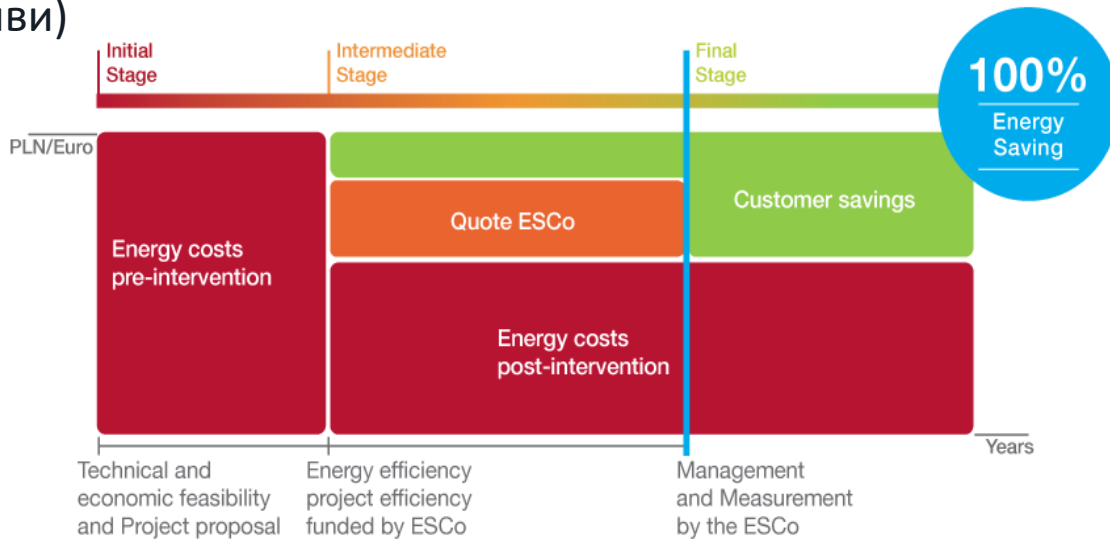 иви)
Initial
Stage
Intermediate
Stage
Final
Stage
100%
Energy
Saving
PLN/Euro
Energy costs
pre-intervention
Quote ESCo
Customer savings
Energy costs
post-intervention
Years
Technical and
economic feasibility
and Project proposal
Energy efficiency
project efficiency
funded by ESCo
Management
and Measurement
by the ESCo